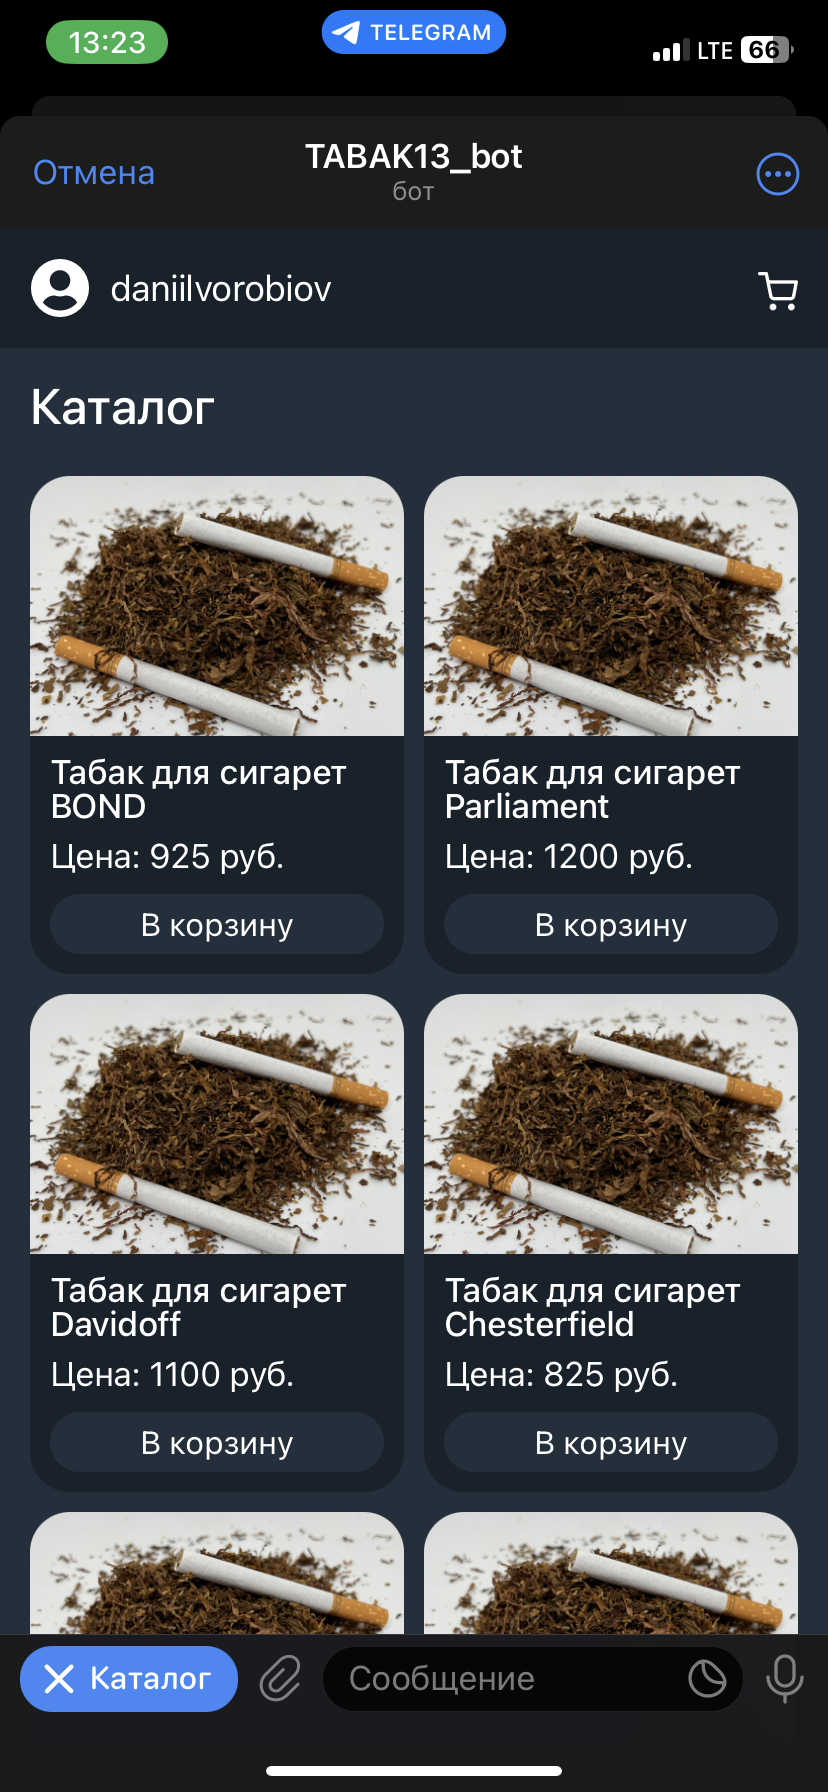 13:23
TELEGRAM
LTE
66
Отмена
TABAK13_bot
бот
daniilvorobiov
Каталог
Табак для сигарет
BOND
Цена: 925 руб.
В корзину
Табак для сигарет
Parliament
Цена: 1200 руб.
В корзину
Табак для сигарет
Davidoff
Цена: 1100 руб.
В корзину
Табак для сигарет
Chesterfield
Цена: 825 руб.
В корзину
Каталог
Сообщение